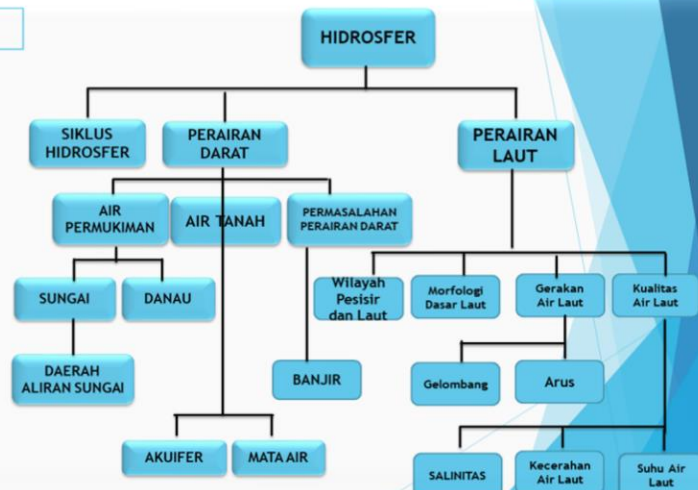 HIDROSFER
SIKLUS
HIDROSFER
PERAIRAN
DARAT
PERAIRAN
LAUT
AIR
PERMUKIMAN
AIR TANAH
PERMASALAHAN
PERAIRAN DARAT
SUNGAI
DANAU
Wilayah
Pesisir
dan Laut
Morfologi
Dasar Laut
Gerakan
Air Laut
Kualitas
Air Laut
DAERAH
ALIRAN SUNGAI
BANJIR
Gelombang
Arus
AKUIFER
MATA AIR
SALINITAS
Kecerahan
Air Laut
Suhu Air
Laut